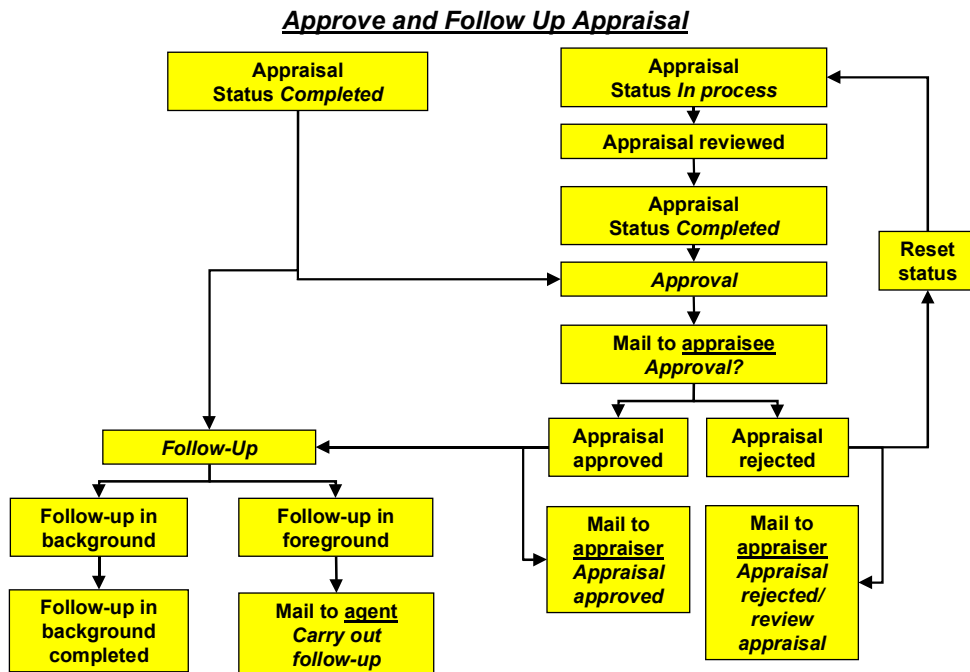 Approve and Follow Up Appraisal
Appraisal
Status Completed
Appraisal
Status In process
Appraisal reviewed
Appraisal
Status Completed
Reset
status
Approval
Mail to appraisee
Approval?
Follow-Up
Appraisal
approved
Appraisal
rejected
Follow-up in
background
Follow-up in
foreground
Mail to
appraiser
Appraisal
approved
Mail to
appraiser
Appraisal
rejected/
review
appraisal
Follow-up in
background
completed
Mail to agent
Carry out
follow-up